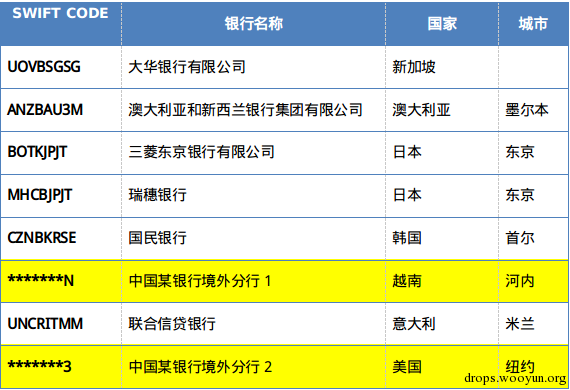 SWIFT CODE 银行名称 国家 城市
UOVBSGSG 大华银行有限公司 新加坡
ANZBAU3M 澳大利亚和新西兰银行集团有限公司 澳大利亚 墨尔本
BOTKJPJT 三菱东京银行有限公司 日本 东京
MHCBJPJT 瑞穗银行 日本 东京
CZNBKRSE 国民银行 韩国 首尔
*******N 中国某银行境外分行 1 越南 河内
UNCRITMM 联合信贷银行 意大利 米兰
*******3 中国某银行境外分行 2 美国 纽约
drops.wooyun.org